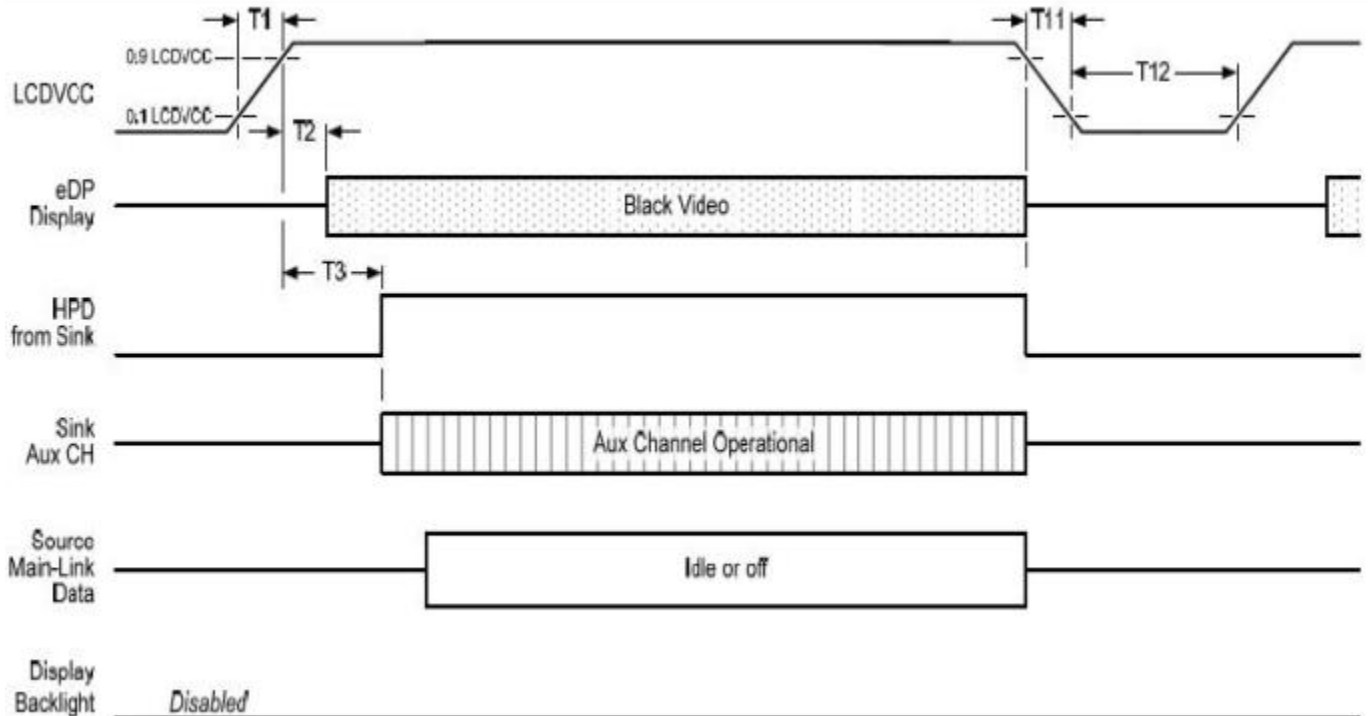 T1
T11
0.9 LCDVCC
LCDVCC
T12
0.1 LCDVCC
T2
eDP
Display
Black Video
T3
HPD
from Sink
Sink
Aux CH
Aux Channel Operational
Source
Main-Link
Data
Idle or off
Display
Backlight
Disabled